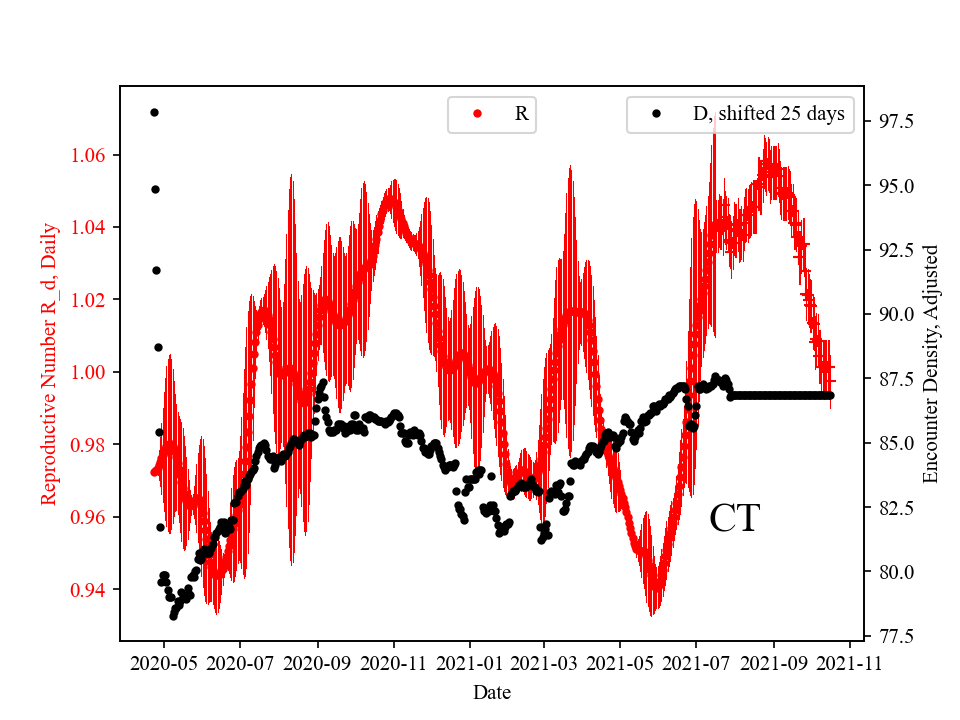 R
D, shifted 25 days
Reproductive Number R_d, Daily
1.06
1.04
1.02
1.00
0.98
0.96
0.94
97.5
95.0
92.5
90.0
87.5
85.0
82.5
80.0
77.5
Encounter Density, Adjusted
CT
2020-05 2020-07 2020-09 2020-11 2021-01 2021-03 2021-05 2021-07 2021-09 2021-11
Date